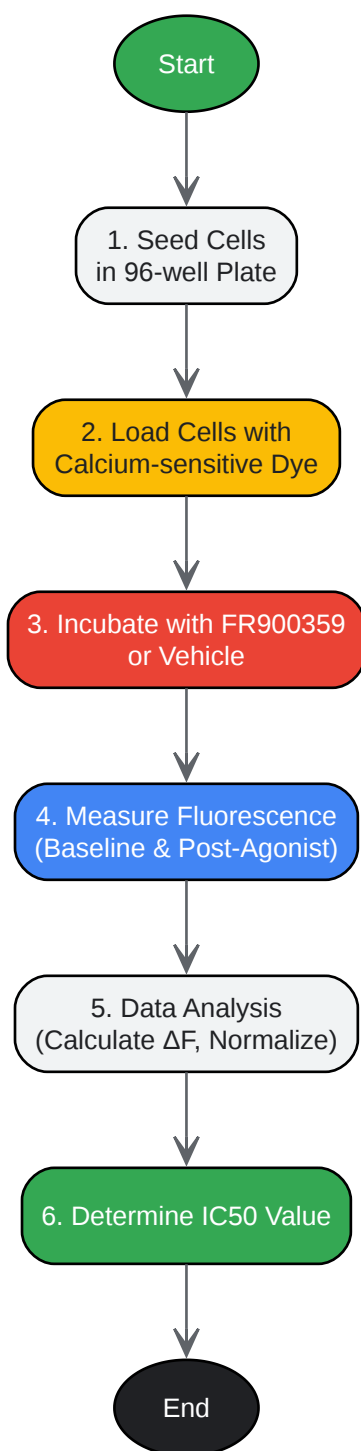 Start
1. Seed Cells
in 96-well Plate
2. Load Cells with
Calcium-sensitive Dye
3. Incubate with FR900359
or Vehicle
4. Measure Fluorescence
(Baseline & Post-Agonist)
5. Data Analysis
(Calculate ΔF, Normalize)
6. Determine IC50 Value
End